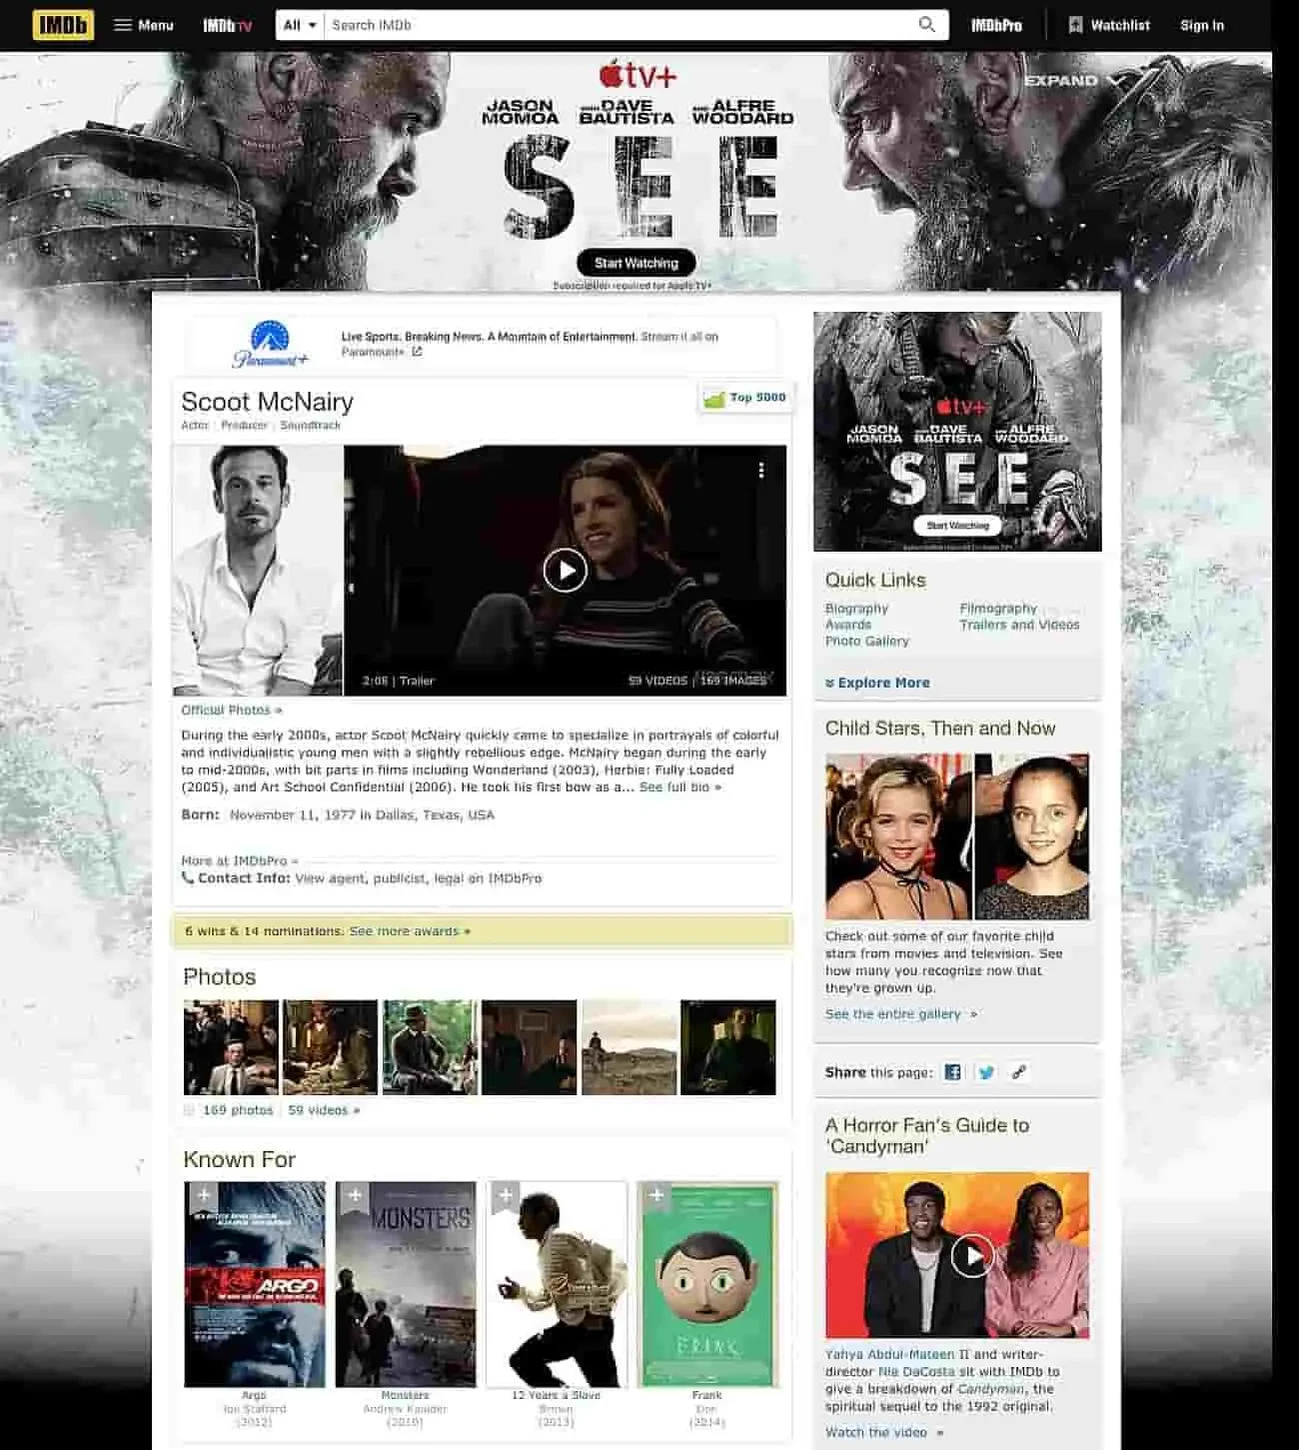 IMDb
Menu
IMDb TV
All
Search IMDb
IMDbPro
Watchlist
Sign In
tv+
EXPAND
JASON MOMOA
DAVE BAUTISTA
ALFRE WOODARD
SEE
Start Watching
Subscription required for Apple TV+
Paramount+
Live Sports. Breaking News. A Mountain of Entertainment. Stream it all on
Paramount+
Scoot McNairy
Top 5000
Actor | Producer | Soundtrack
2:08 | Trailer
59 VIDEOS | 169 IMAGES
Official Photos »
During the early 2000s, actor Scoot McNairy quickly came to specialize in portrayals of colorful
and individualistic young men with a slightly rebellious edge. McNairy began during the early
to mid-2000s, with bit parts in films including Wonderland (2003), Herbie: Fully Loaded
(2005), and Art School Confidential (2006). He took his first bow as a... See full bio »
Born: November 11, 1977 in Dallas, Texas, USA
More at IMDbPro »
Contact Info: View agent, publicist, legal on IMDbPro
6 wins & 14 nominations. See more awards »
Photos
169 photos | 59 videos »
Known For
ARGO
MONSTERS
FRANK
Argo
Monsters
12 Years a Slave
Frank
(2012)
Andrew Kaulder
(2010)
Brown
(2013)
Don
(2014)
tv+
JASON MOMOA
DAVE BAUTISTA
ALFRE WOODARD
SEE
Start Watching
Quick Links
Biography
Filmography
Awards
Trailers and Videos
Photo Gallery
Explore More
Child Stars, Then and Now
Check out some of our favorite child
stars from movies and television. See
how many you recognize now that
they're grown up.
See the entire gallery »
Share this page:
A Horror Fan's Guide to
'Candyman'
Yahya Abdul-Mateen II and writer-
director Nia DaCosta sit with IMDb to
give a breakdown of Candyman, the
spiritual sequel to the 1992 original.
Watch the video »